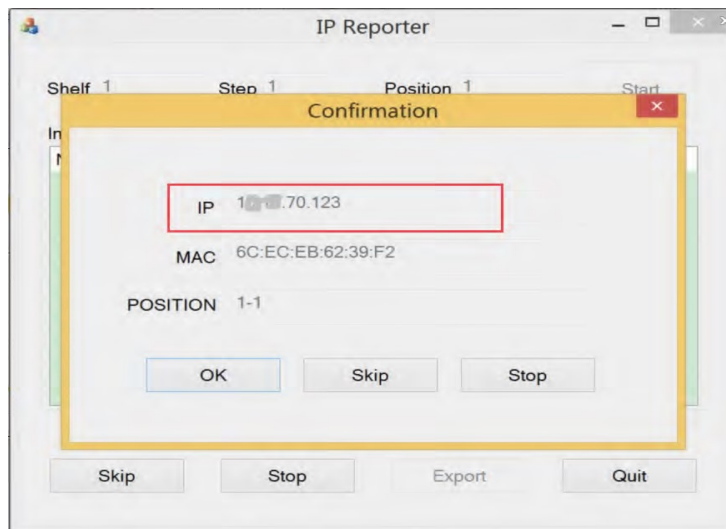 IP Reporter
Shelf 1 Step 1 Position 1 Start
Confirmation
IP .70.123
MAC 6C:EC:EB:62:39:F2
POSITION 1-1
OK Skip Stop
Skip Stop Export Quit